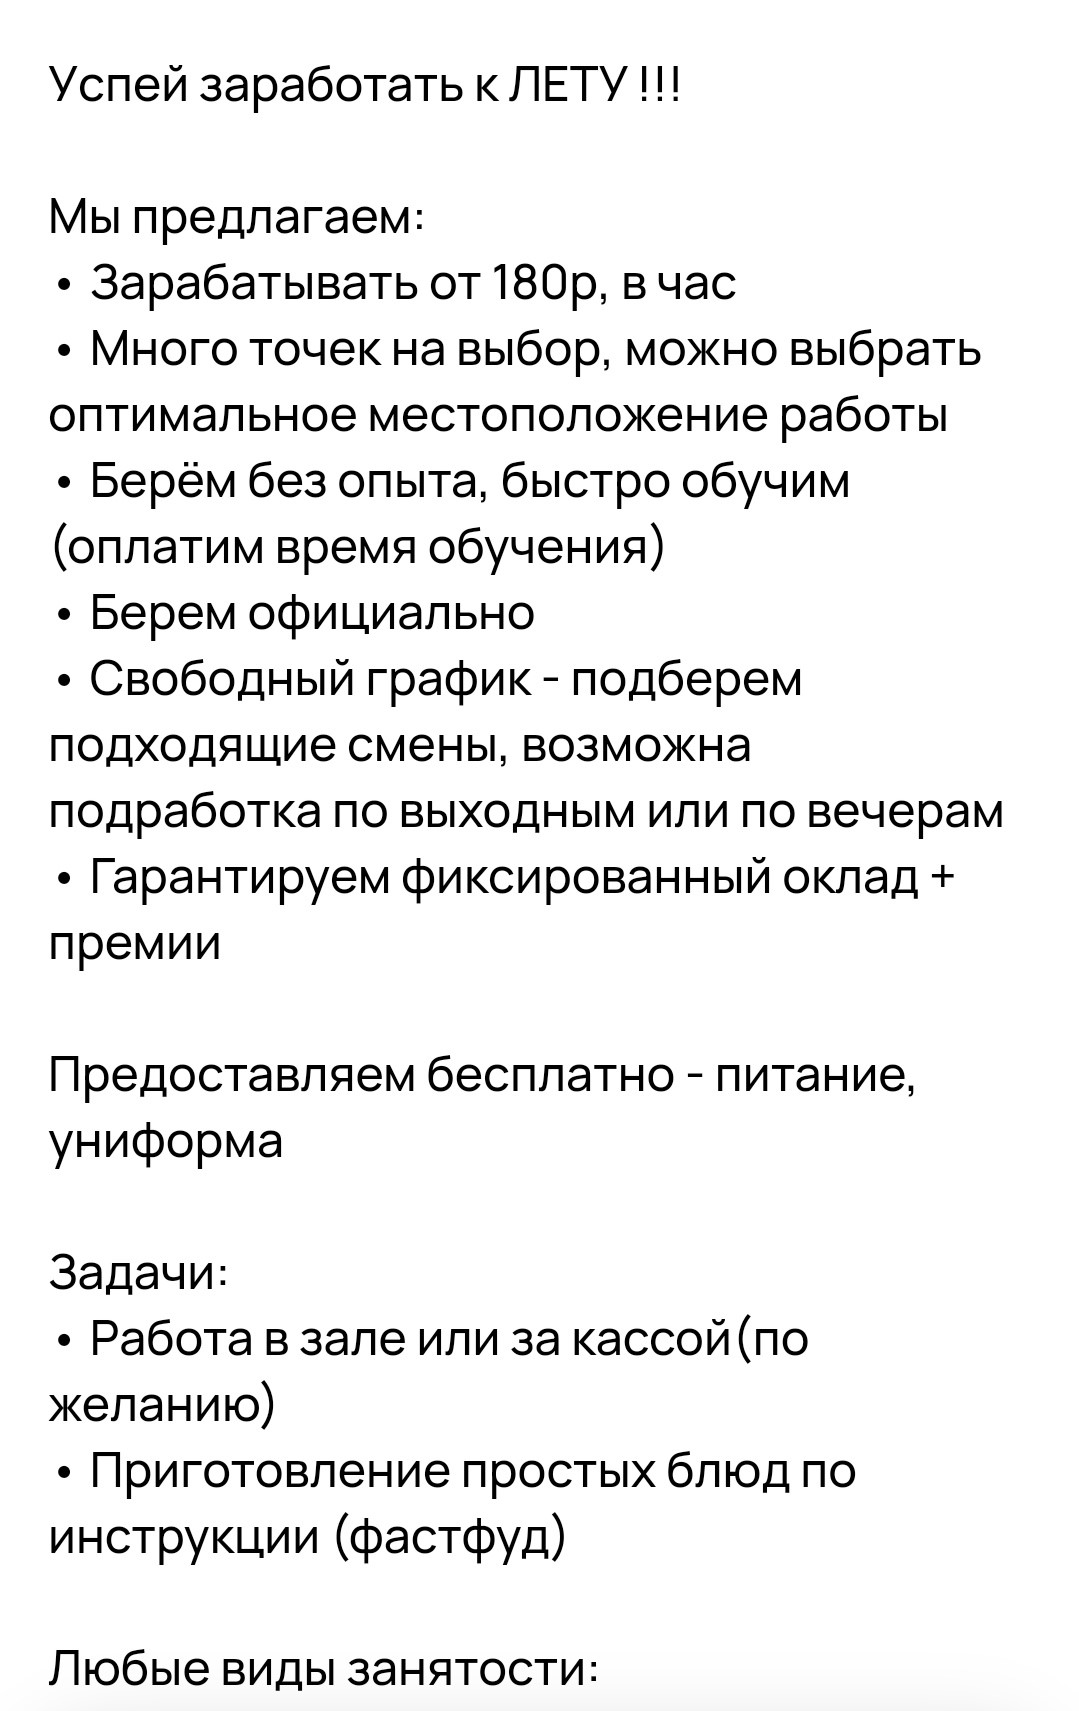 Успей заработать к ЛЕТУ !!!
Мы предлагаем:
• Зарабатывать от 180р, в час
• Много точек на выбор, можно выбрать
оптимальное местоположение работы
• Берём без опыта, быстро обучим
(оплатим время обучения)
• Берем официально
• Свободный график - подберем
подходящие смены, возможна
подработка по выходным или по вечерам
• Гарантируем фиксированный оклад +
премии
Предоставляем бесплатно - питание,
униформа
Задачи:
• Работа в зале или за кассой(по
желанию)
• Приготовление простых блюд по
инструкции (фастфуд)
Любые виды занятости: